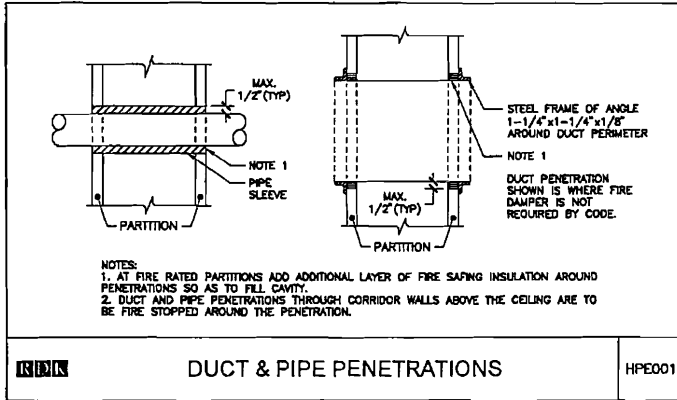 MAX.
1/2"(TYP)
NOTE 1
PIPE
SLEEVE
PARTITION
STEEL FRAME OF ANGLE
1-1/4"x1-1/4"x1/8"
AROUND DUCT PERIMETER
NOTE 1
DUCT PENETRATION
SHOWN IS WHERE FIRE
DAMPER IS NOT
REQUIRED BY CODE.
MAX.
1/2"(TYP)
PARTITION
NOTES:
1. AT FIRE RATED PARTITIONS ADD ADDITIONAL LAYER OF FIRE SAFING INSULATION AROUND
PENETRATIONS SO AS TO FILL CAVITY.
2. DUCT AND PIPE PENETRATIONS THROUGH CORRIDOR WALLS ABOVE THE CEILING ARE TO
BE FIRE STOPPED AROUND THE PENETRATION.
RDK
DUCT & PIPE PENETRATIONS
HPE001